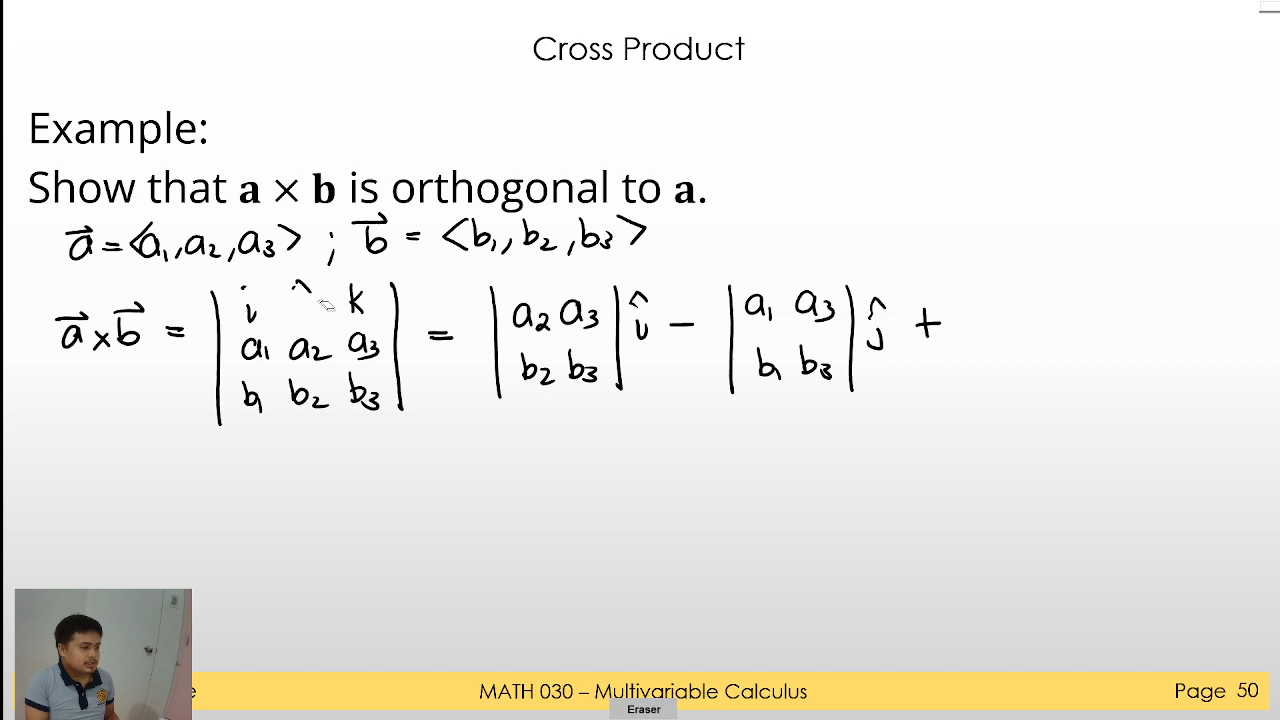 Cross Product
Example:
Show that a × b is orthogonal to a.
a⃗ = <a₁, a₂, a₃> ; b⃗ = <b₁, b₂, b₃>
a⃗ × b⃗ = | i ^ k | = | a₂ a₃ | î − | a₁ a₃ | ĵ +
| a₁ a₂ a₃ | | b₂ b₃ | | b₁ b₃ |
| b₁ b₂ b₃ |
e
MATH 030 – Multivariable Calculus
Page 50
Eraser